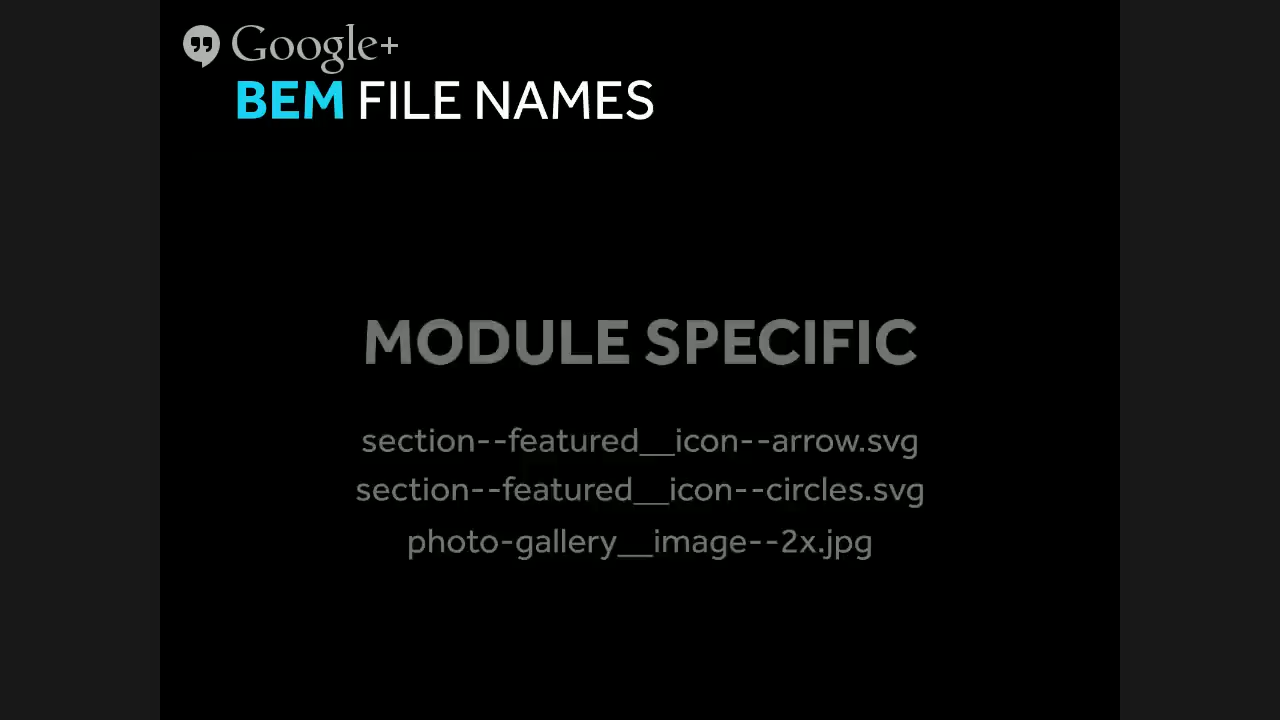 Google+
BEM FILE NAMES
MODULE SPECIFIC
section--featured__icon--arrow.svg
section--featured__icon--circles.svg
photo-gallery__image--2x.jpg